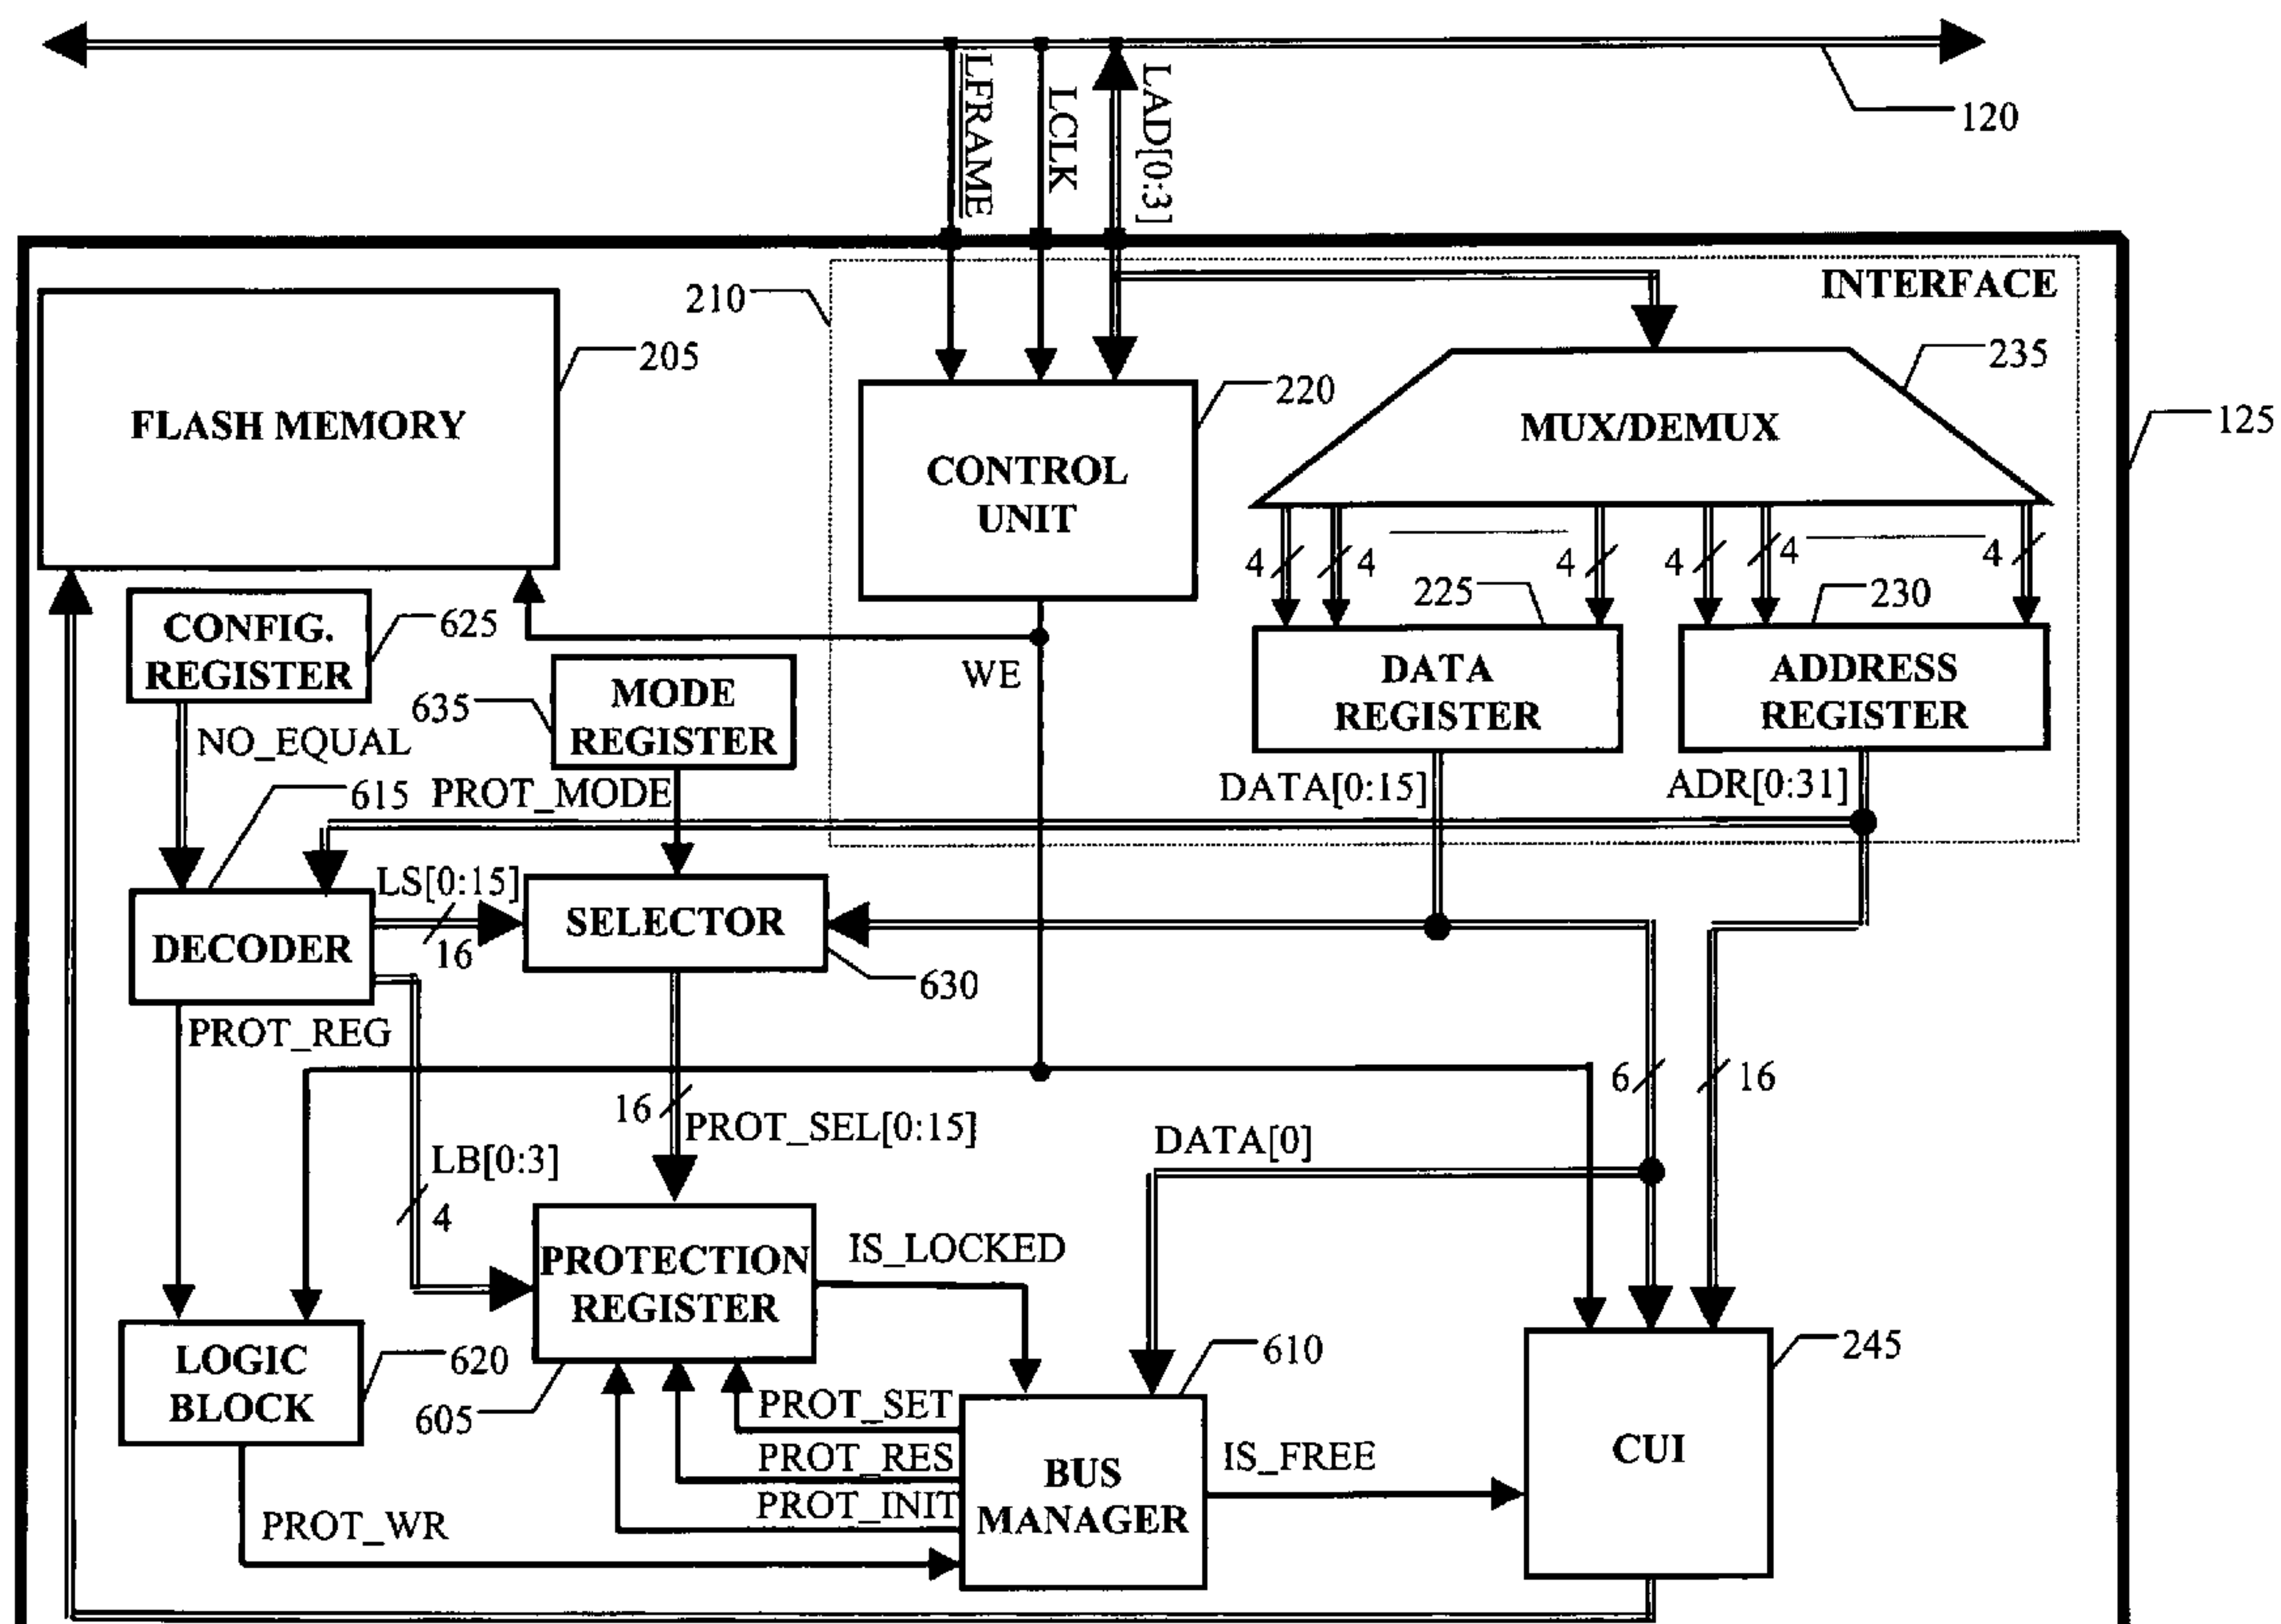 LFRAME
LCLK
LAD[0:3]
120
INTERFACE
210
205
FLASH MEMORY
220
CONTROL
UNIT
235
MUX/DEMUX
125
4
4
4
4
4
4
CONFIG.
REGISTER
625
635
MODE
REGISTER
WE
225
DATA
REGISTER
230
ADDRESS
REGISTER
NO_EQUAL
615
PROT_MODE
DATA[0:15]
ADR[0:31]
LS[0:15]
16
DECODER
SELECTOR
630
PROT_REG
16
PROT_SEL[0:15]
6
16
LB[0:3]
4
DATA[0]
PROTECTION
REGISTER
IS_LOCKED
LOGIC
BLOCK
620
605
610
245
PROT_SET
PROT_RES
PROT_INIT
BUS
MANAGER
IS_FREE
CUI
PROT_WR